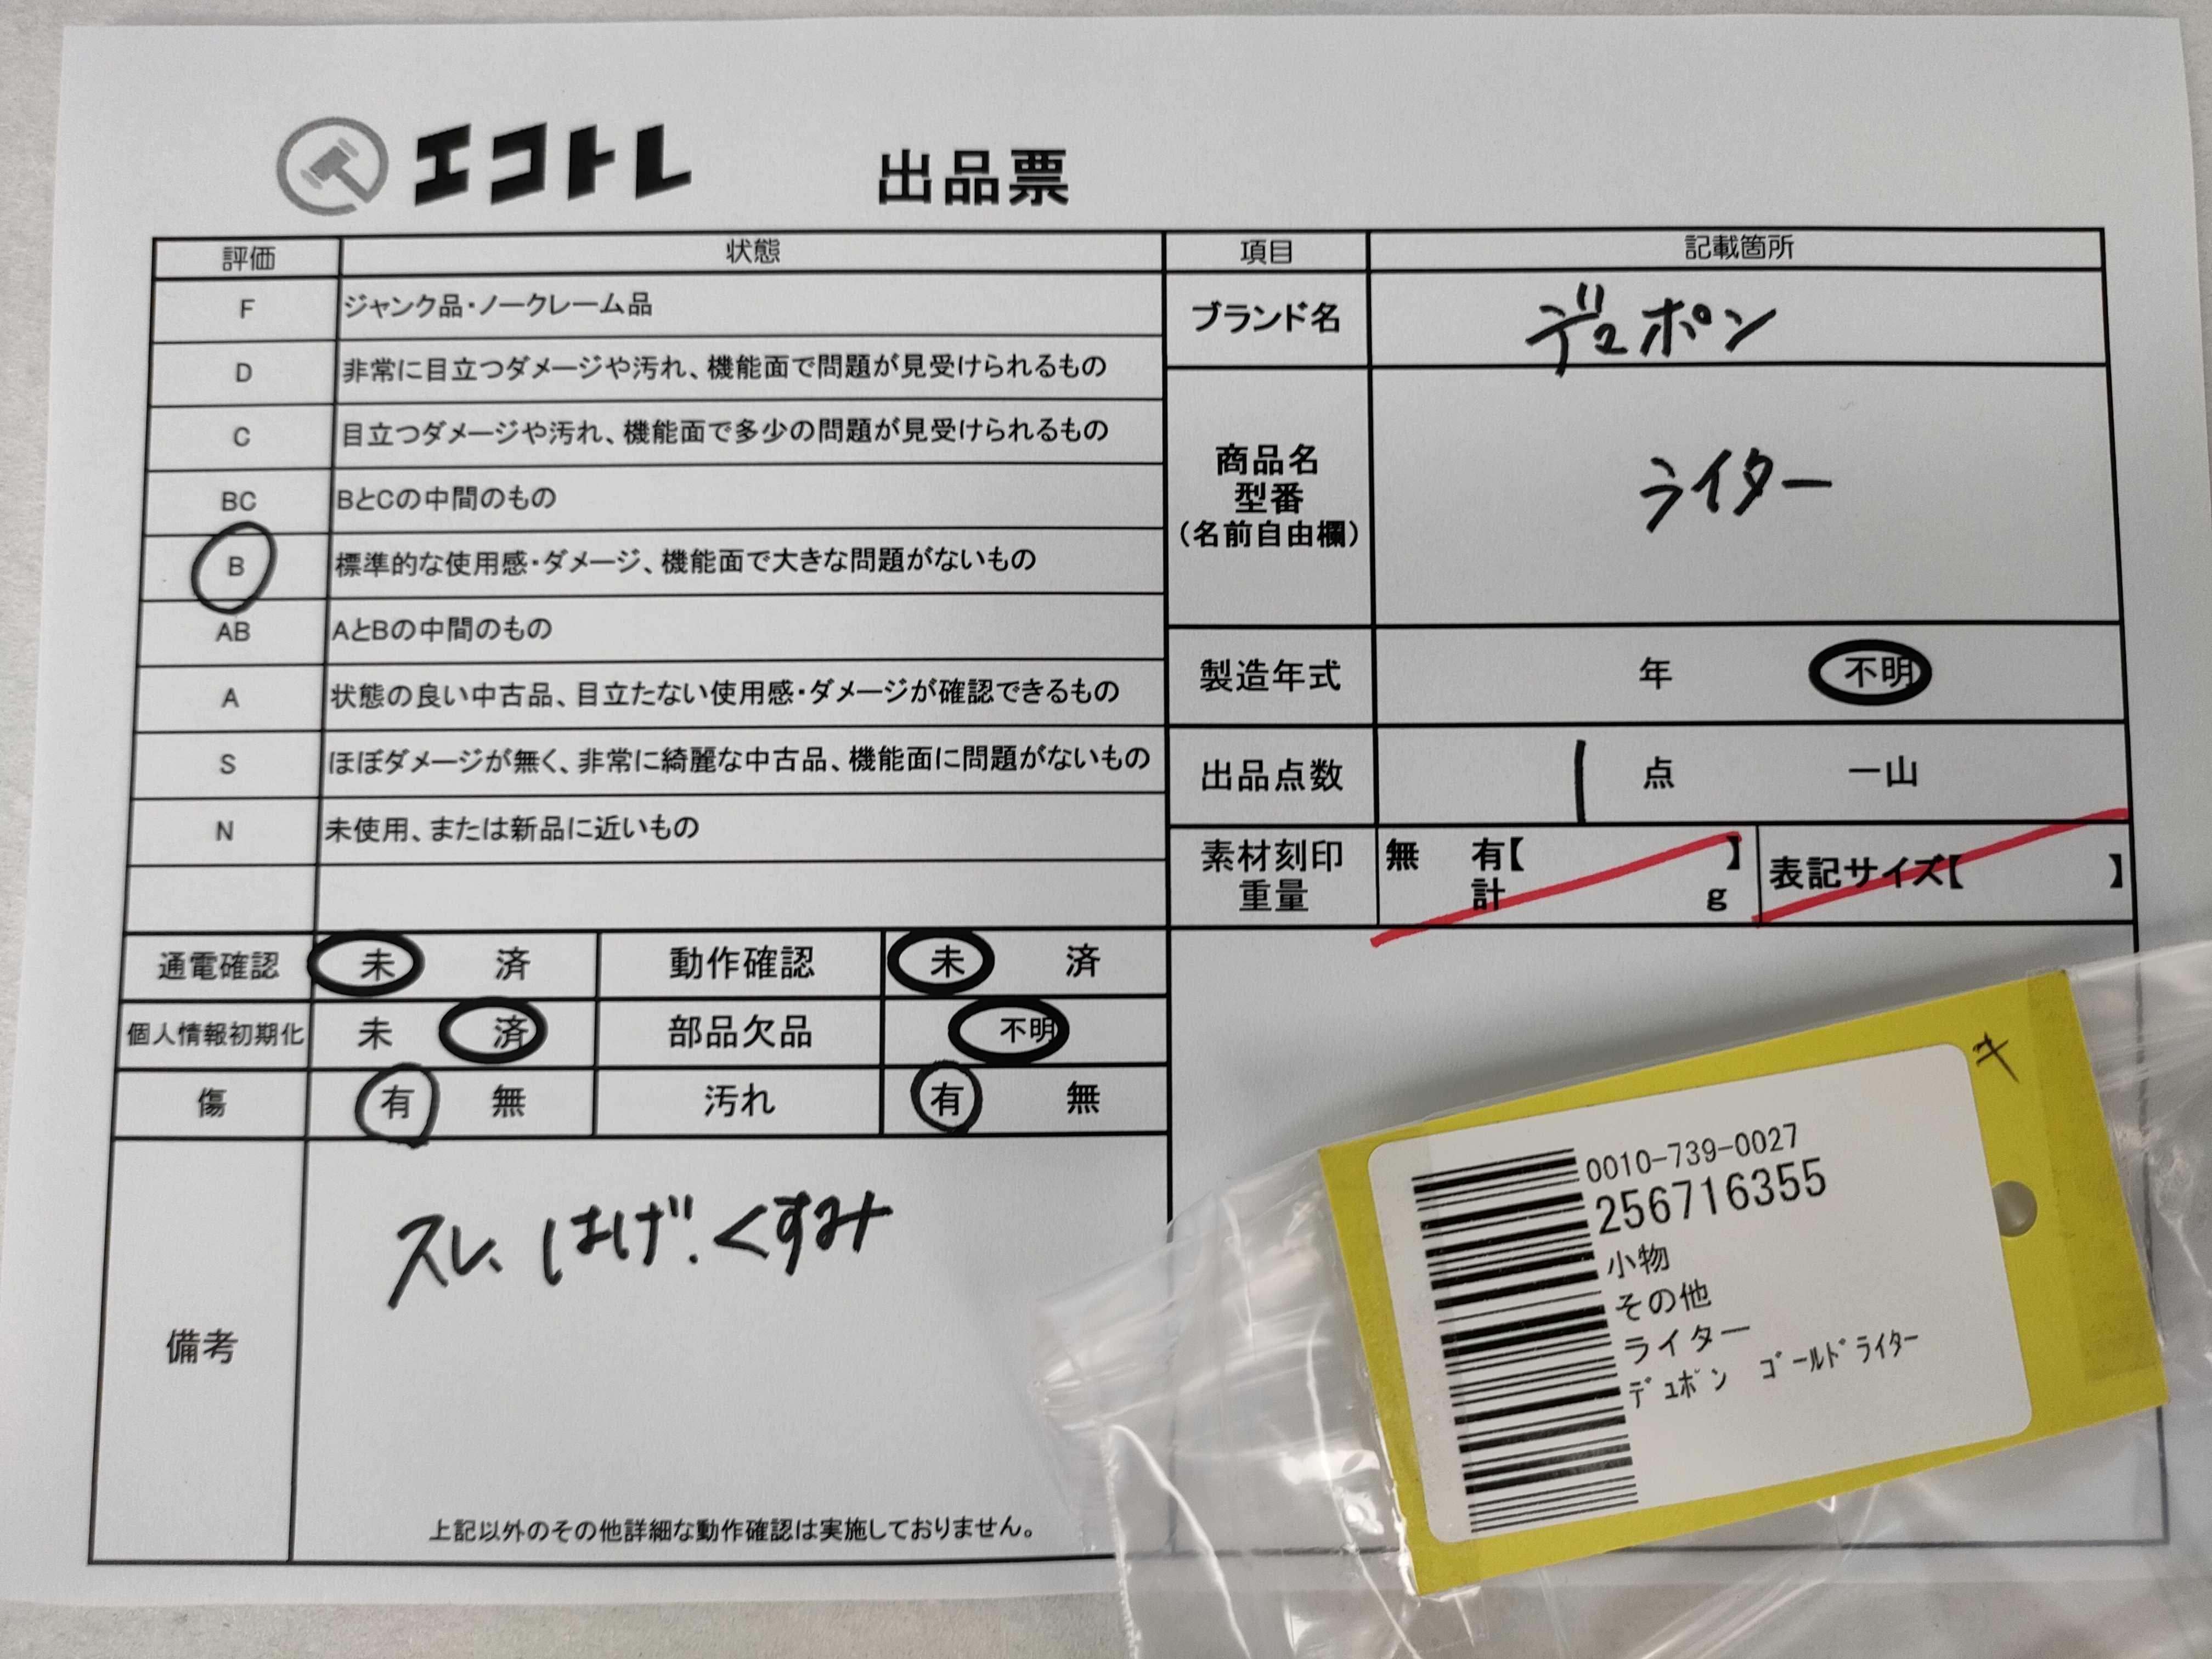 エコトレ 出品票
評価 状態
F ジャンク品・ノークレーム品
D 非常に目立つダメージや汚れ、機能面で問題が見受けられるもの
C 目立つダメージや汚れ、機能面で多少の問題が見受けられるもの
BC BとCの中間のもの
B 標準的な使用感・ダメージ、機能面で大きな問題がないもの
AB AとBの中間のもの
A 状態の良い中古品、目立たない使用感・ダメージが確認できるもの
S ほぼダメージが無く、非常に綺麗な中古品、機能面に問題がないもの
N 未使用、または新品に近いもの
項目 記載箇所
ブランド名 デュポン
商品名
型番
(名前自由欄)
ライター
製造年式 年 不明
出品点数 1 点 一山
素材刻印
重量
無 有【 】
計 g
表記サイズ【 】
通電確認 未 済 動作確認 未 済
個人情報初期化 未 済 部品欠品 不明
傷 有 無 汚れ 有 無
備考
スレ、はげ、くすみ
上記以外のその他詳細な動作確認は実施しておりません。
キ
0010-739-0027
256716355
小物
その他
ライター
ﾃﾞｭﾎﾟﾝ ｺﾞｰﾙﾄﾞﾗｲﾀｰ